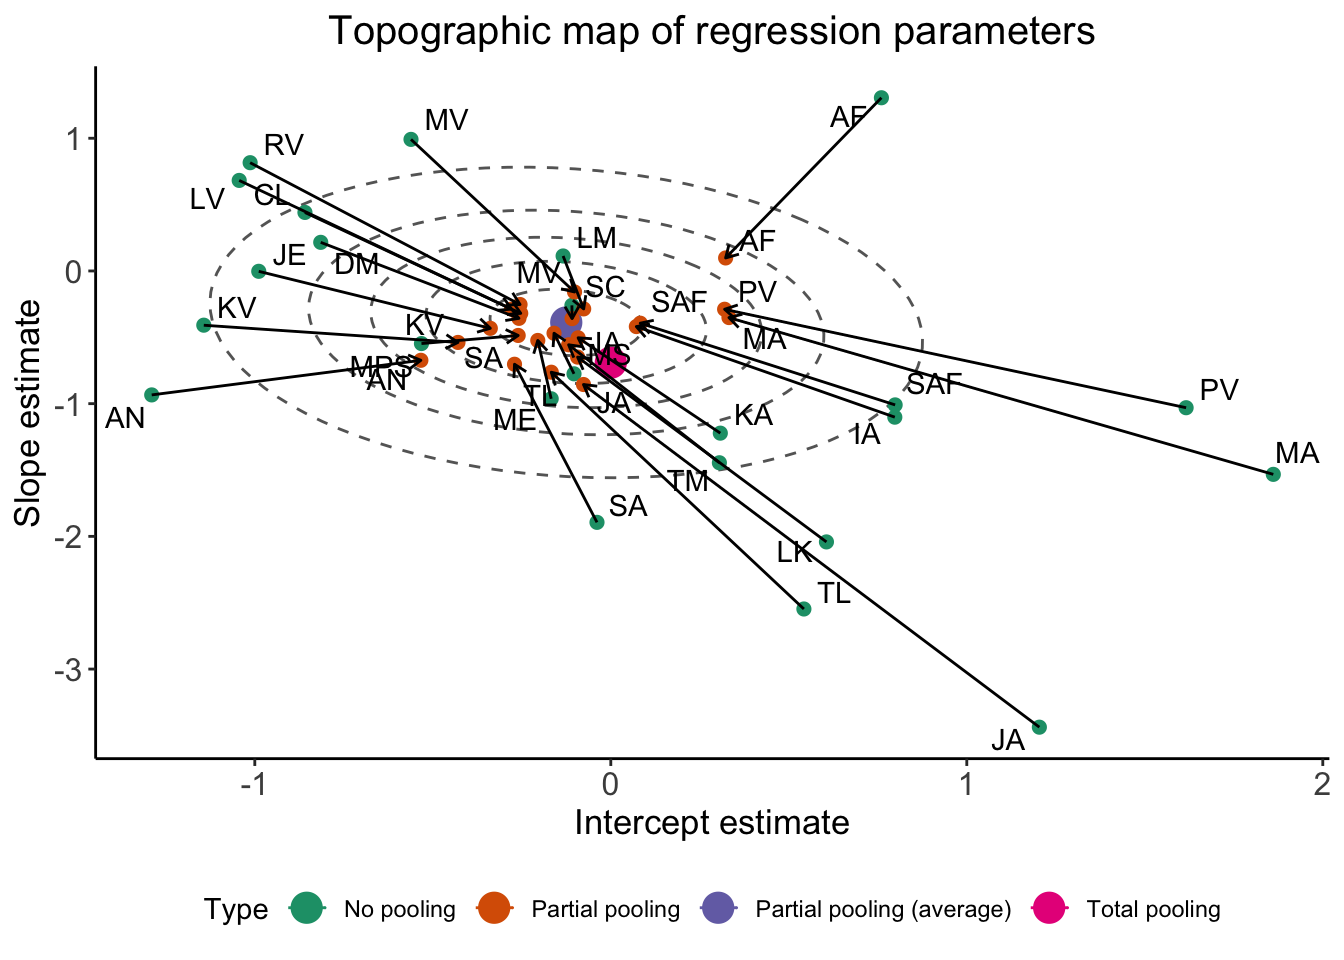 Topographic map of regression parameters
MV
AF
RV
CL
LV
LM
AF
JE
DM
MV
SC
SAF
PV
KV
KV
IA
MA
SA
MS
AN
SAF
PV
TL
JA
AN
ME
KA
IA
MA
TM
SA
LK
TL
JA
1
0
-1
-2
-3
Slope estimate
-1
0
1
2
Intercept estimate
Type
No pooling
Partial pooling
Partial pooling (average)
Total pooling